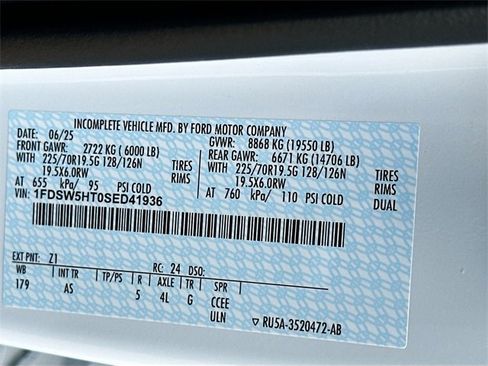 INCOMPLETE VEHICLE MFD. BY FORD MOTOR COMPANY
DATE: 06/25 GVWR: 8868 KG (19550 LB)
FRONT GAWR: 2722 KG ( 6000 LB) REAR GAWR: 6671 KG (14706 LB)
WITH 225/70R19.5G 128/126N TIRES WITH 225/70R19.5G 128/126N TIRES
19.5X6.0RW RIMS 19.5X6.0RW RIMS
AT 655 kPa/ 95 PSI COLD AT 760 kPa/ 110 PSI COLD DUAL
VIN: 1FDSW5HT0SED41936
EXT PNT: Z1 RC: 24 DSO:
WB INT TR TP/PS R AXLE TR SPR
179 AS 5 4L G CCEE
ULN ▽ RU5A-3520472-AB